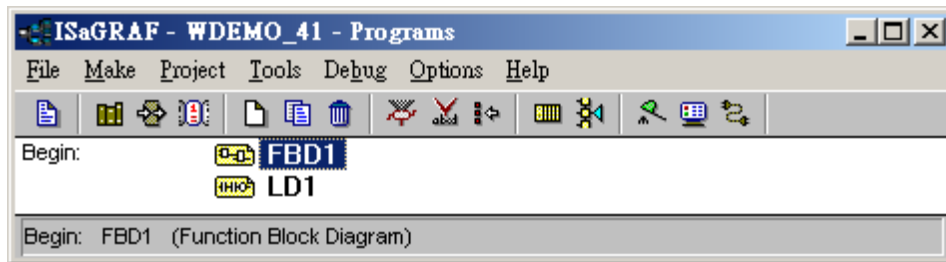 ISaGRAF - WDEMO_41 - Programs
File Make Project Tools Debug Options Help
Begin: FBD1
LD1
Begin: FBD1 (Function Block Diagram)